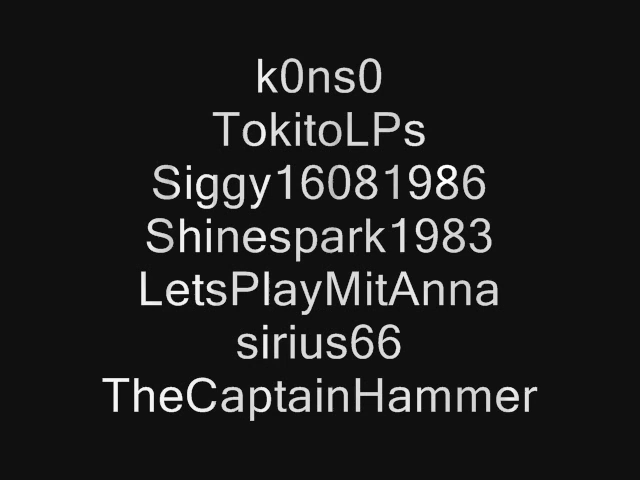 k0ns0
TokitoLPs
Siggy16081986
Shinespark1983
LetsPlayMitAnna
sirius66
TheCaptainHammer